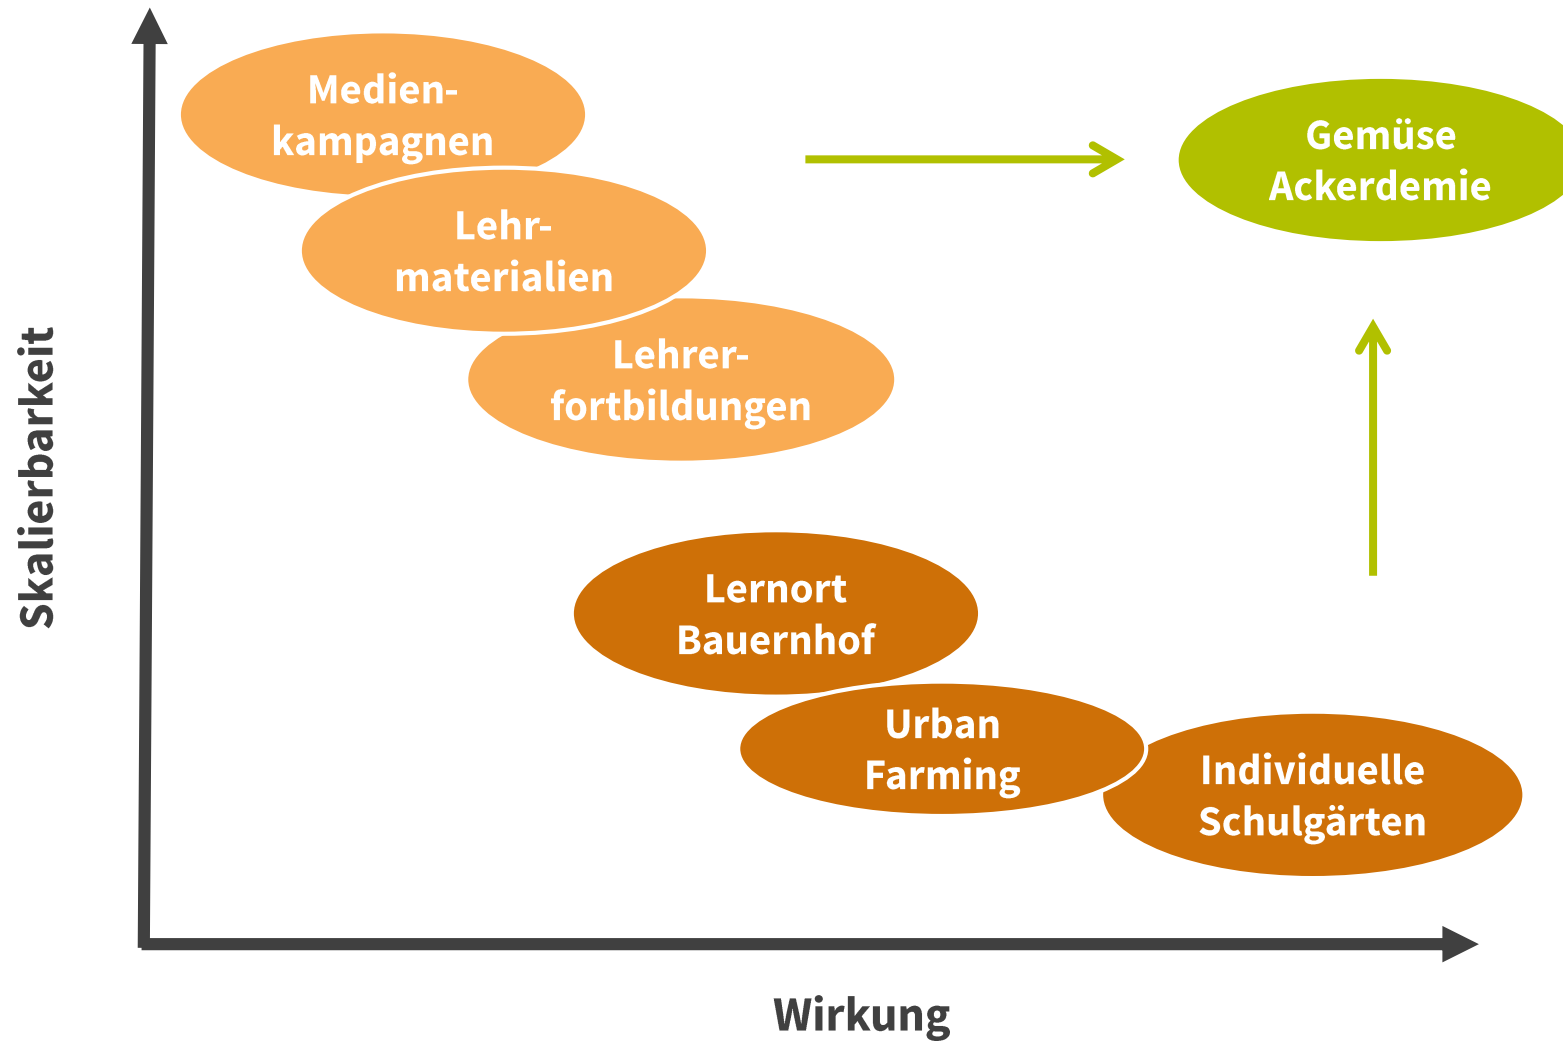 Medien-
kampagnen
Gemüse
Ackerdemie
Lehr-
materialien
Lehrer-
fortbildungen
Skalierbarkeit
Lernort
Bauernhof
Urban
Farming
Individuelle
Schulgärten
Wirkung